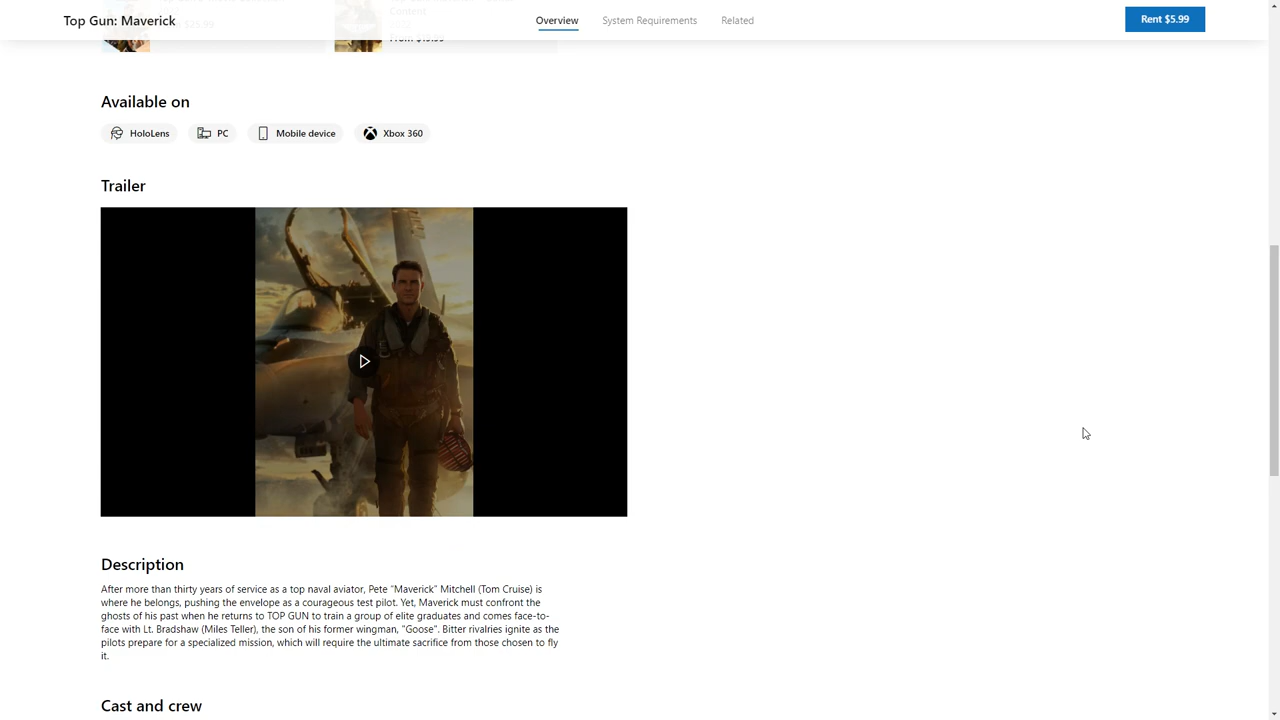 Top Gun: Maverick
Overview
System Requirements
Related
Rent $5.99
$25.99
Content
Available on
HoloLens
PC
Mobile device
Xbox 360
Trailer
Description
After more than thirty years of service as a top naval aviator, Pete "Maverick" Mitchell (Tom Cruise) is
where he belongs, pushing the envelope as a courageous test pilot. Yet, Maverick must confront the
ghosts of his past when he returns to TOP GUN to train a group of elite graduates and comes face-to-
face with Lt. Bradshaw (Miles Teller), the son of his former wingman, "Goose". Bitter rivalries ignite as the
pilots prepare for a specialized mission, which will require the ultimate sacrifice from those chosen to fly
it.
Cast and crew